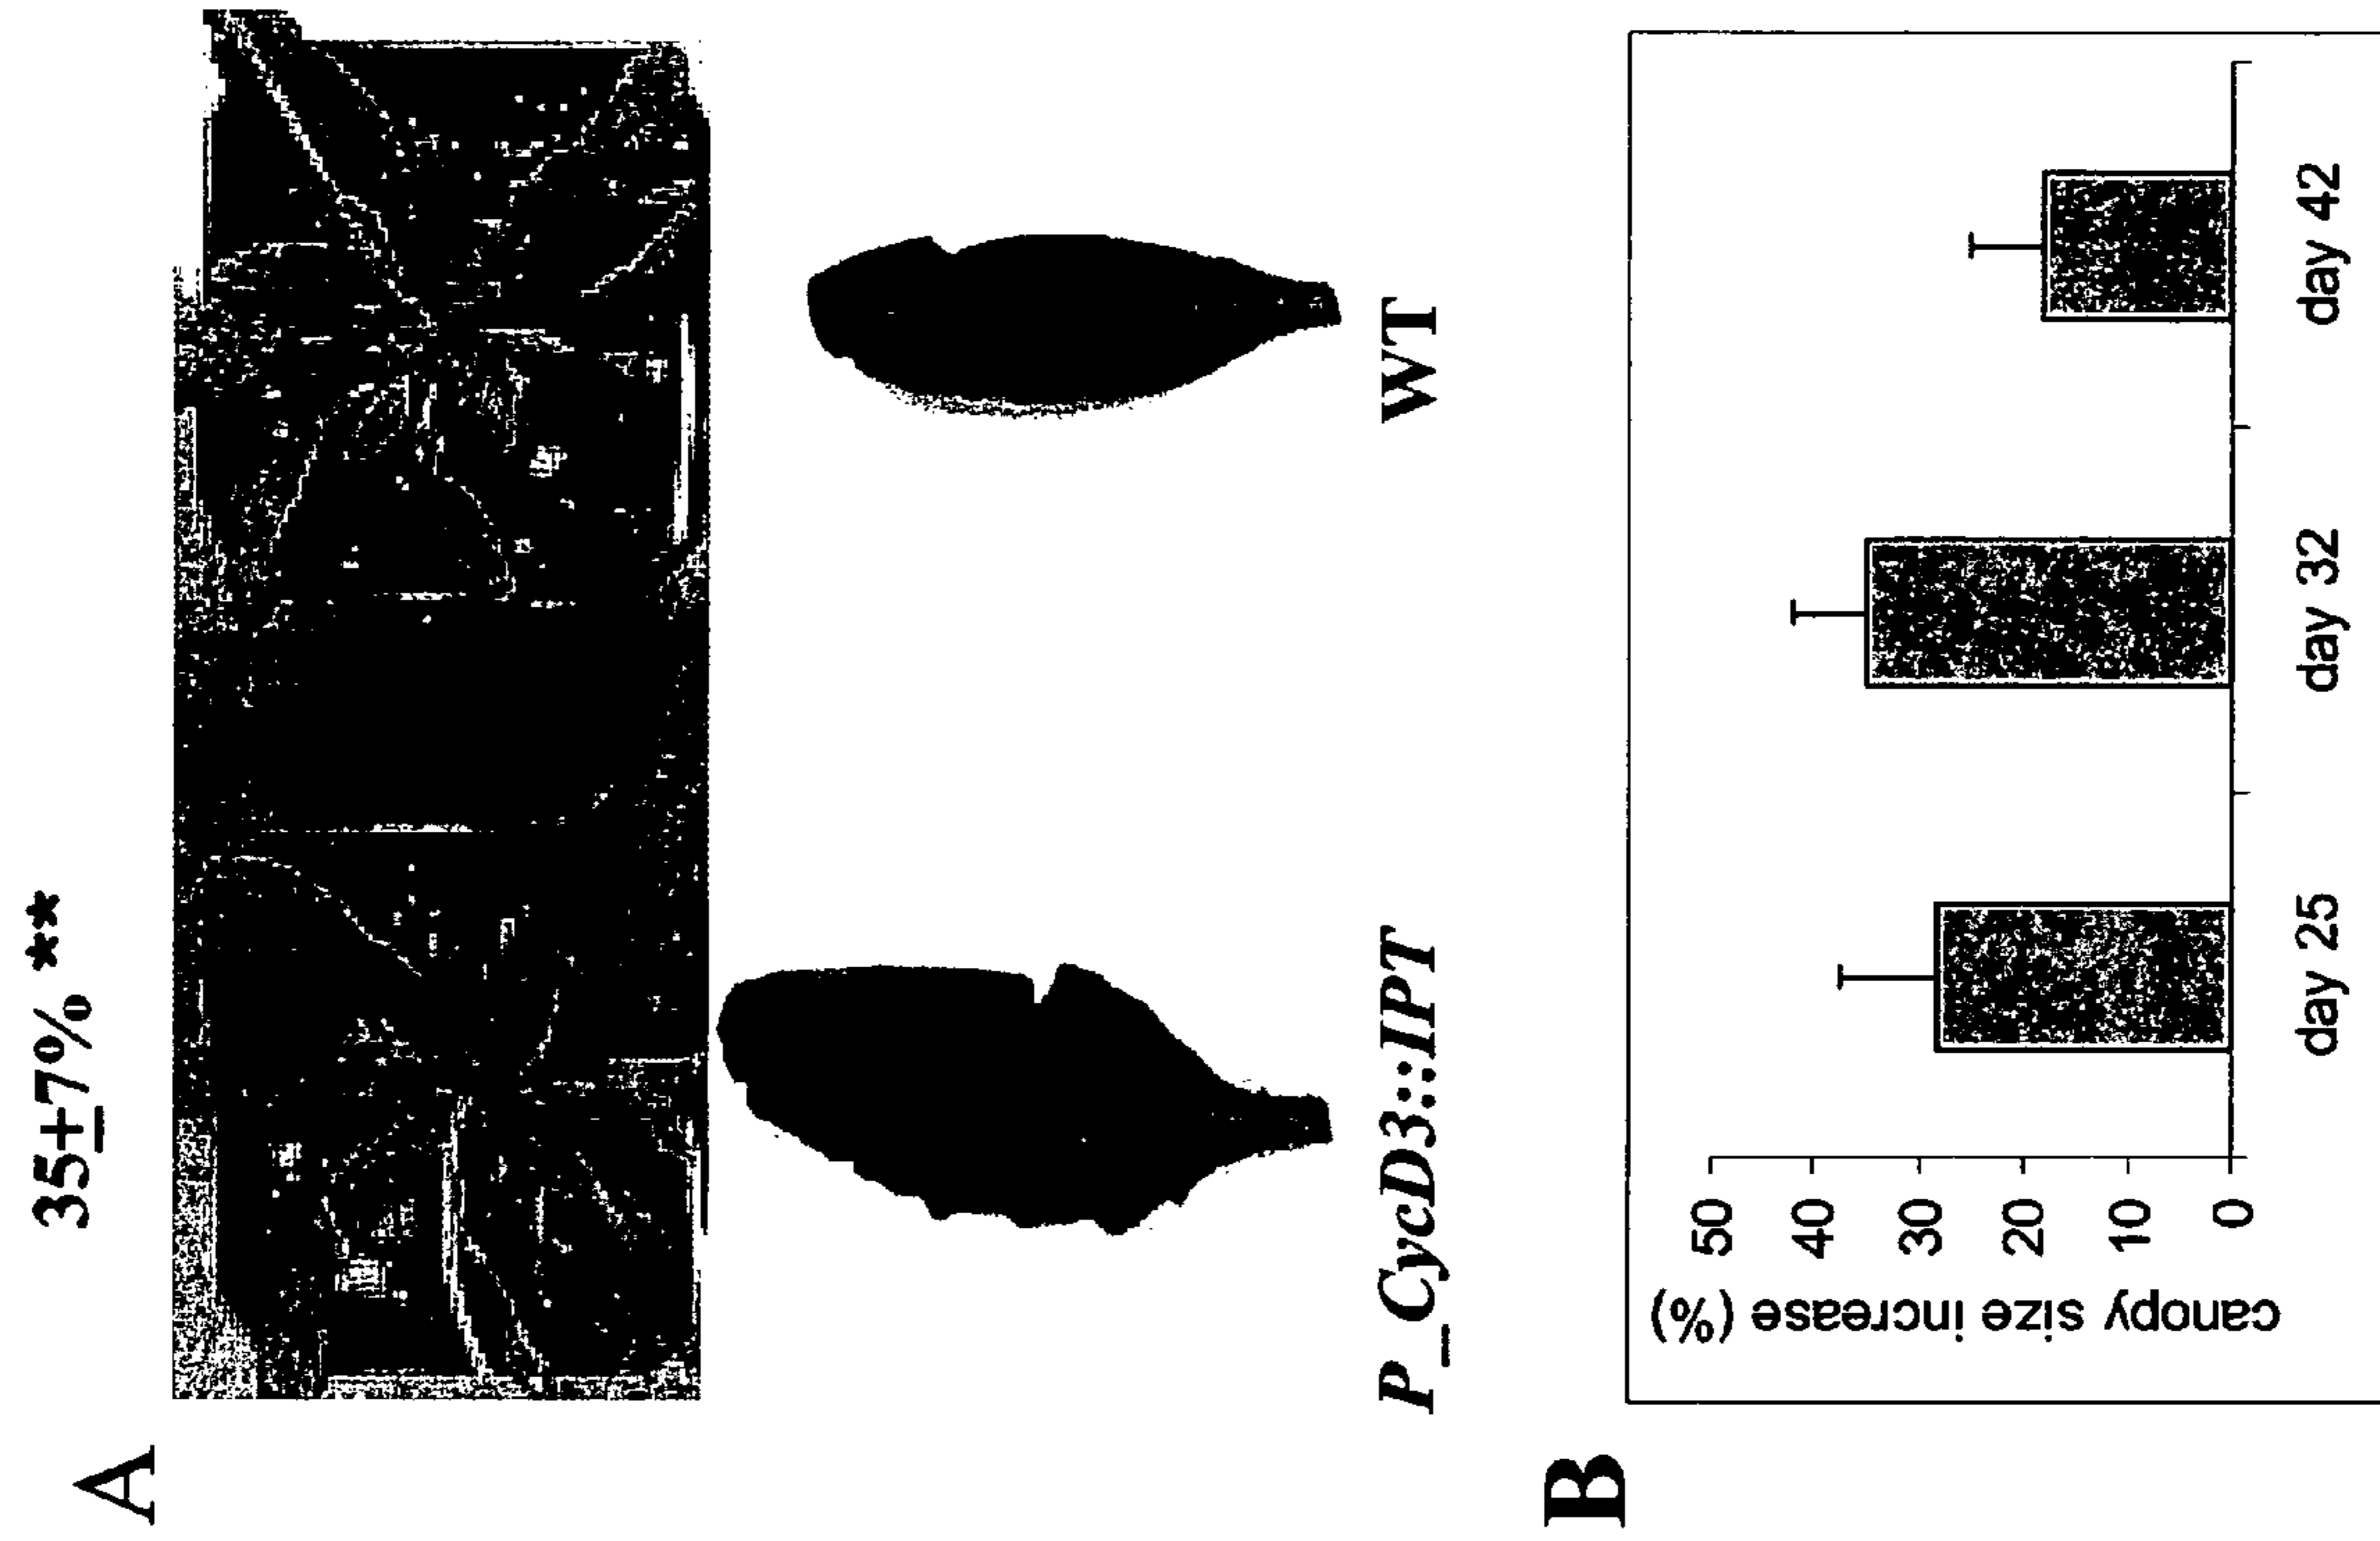 A
35±7% **
P_CycD3::IPT
WT
B
canopy size increase (%)
50
40
30
20
10
0
day 25
day 32
day 42